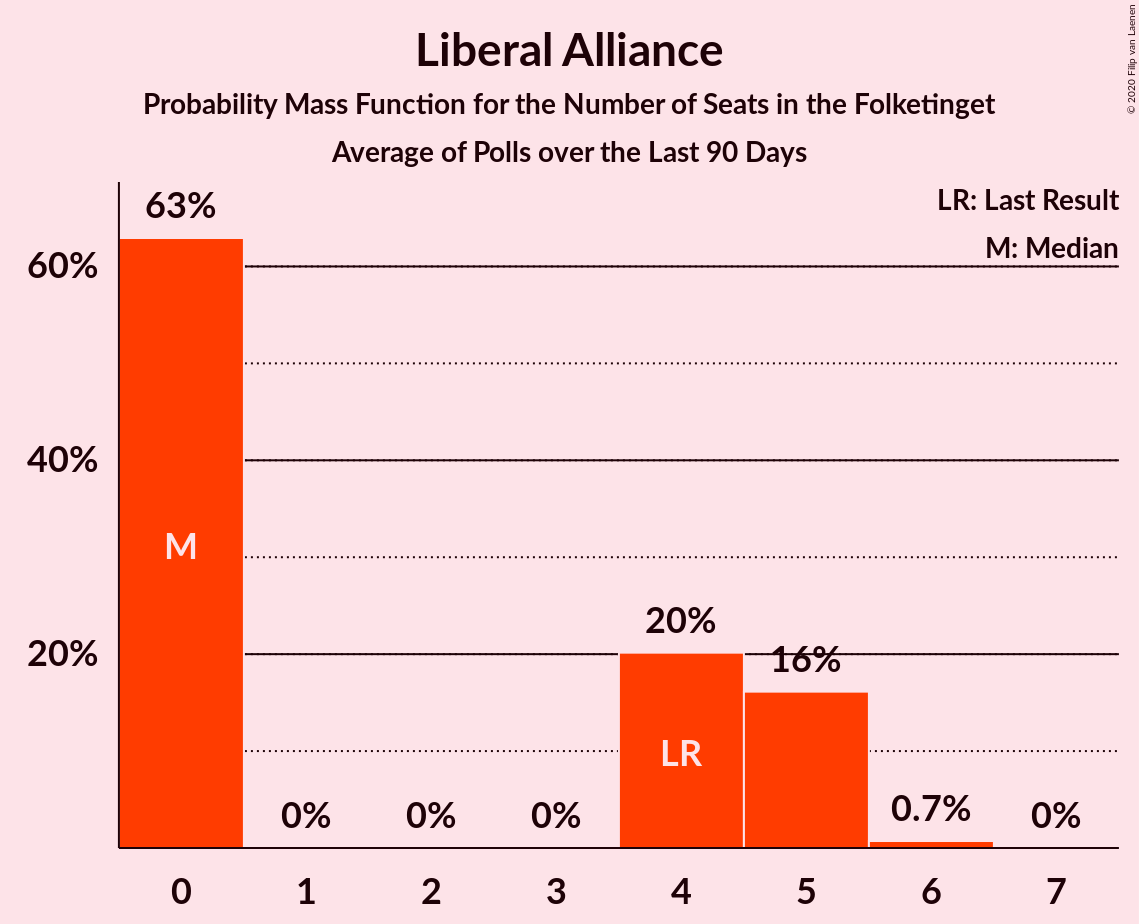 Liberal Alliance
Probability Mass Function for the Number of Seats in the Folketinget
Average of Polls over the Last 90 Days
© 2020 Filip van Laenen
LR: Last Result
M: Median
63%
60%
40%
M
20%
20%
16%
LR
0%
0%
0%
0.7%
0%
0 1 2 3 4 5 6 7